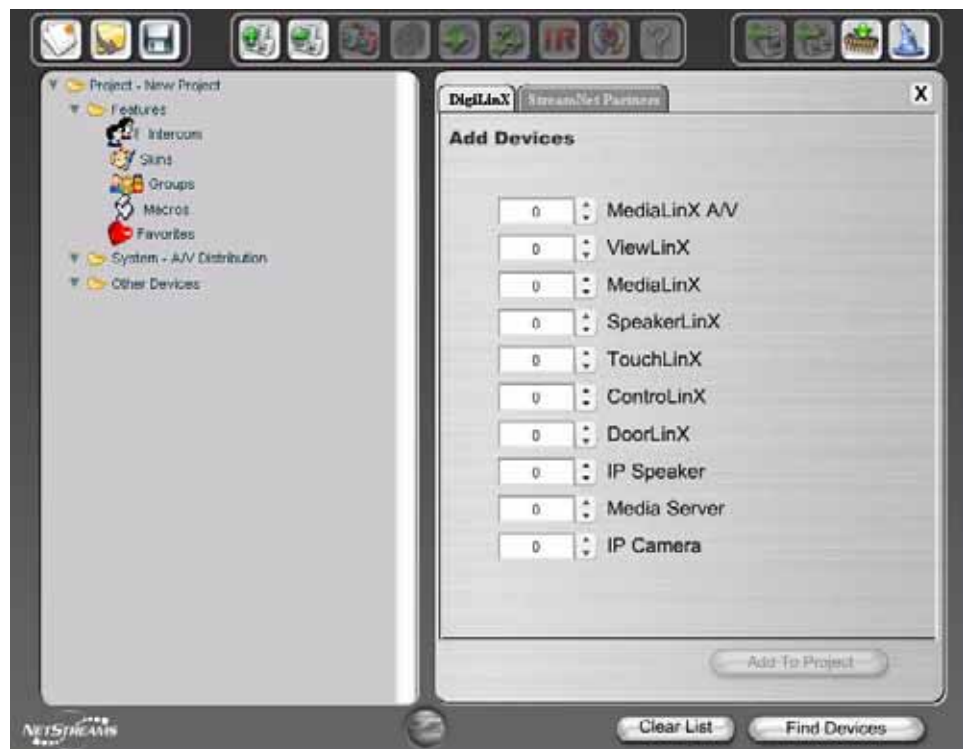 IR
?
Project - New Project
Features
Intercom
Skins
Groups
Macros
Favorites
System - A/V Distribution
Other Devices
DigiLinX
StreamNet Partners
X
Add Devices
0 MediaLinX A/V
0 ViewLinX
0 MediaLinX
0 SpeakerLinX
0 TouchLinX
0 ControLinX
0 DoorLinX
0 IP Speaker
0 Media Server
0 IP Camera
Add To Project
NETSTREAMS
Clear List
Find Devices